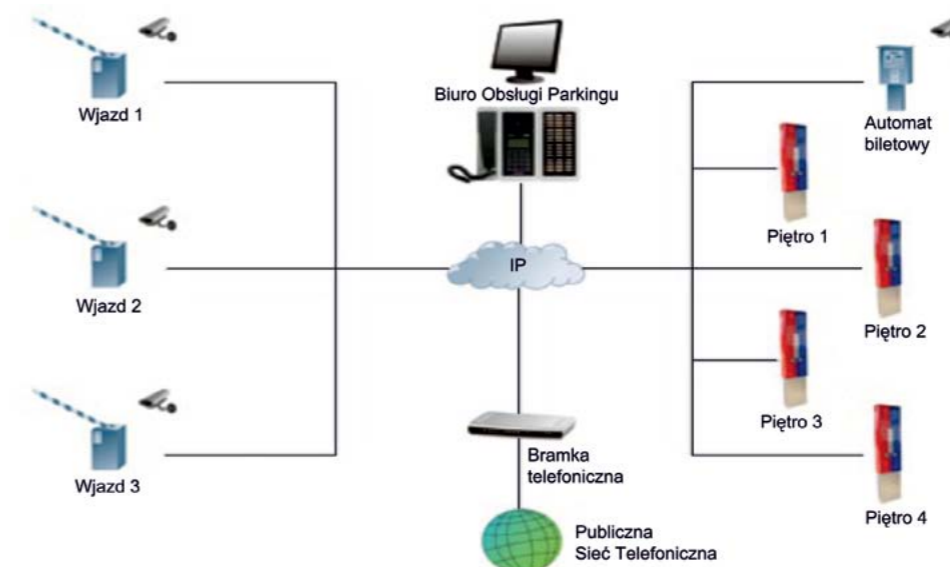 Biuro Obsługi Parkingu
Wjazd 1
Automat
biletowy
Piętro 1
IP
Wjazd 2
Piętro 2
Piętro 3
Bramka
telefoniczna
Wjazd 3
Piętro 4
Publiczna
Sieć Telefoniczna